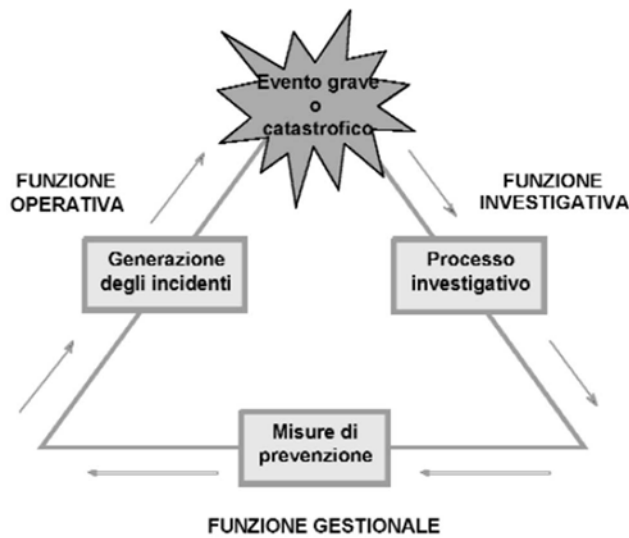 Evento grave
o
catastrofico
FUNZIONE
OPERATIVA
FUNZIONE
INVESTIGATIVA
Generazione
degli incidenti
Processo
investigativo
Misure di
prevenzione
FUNZIONE GESTIONALE